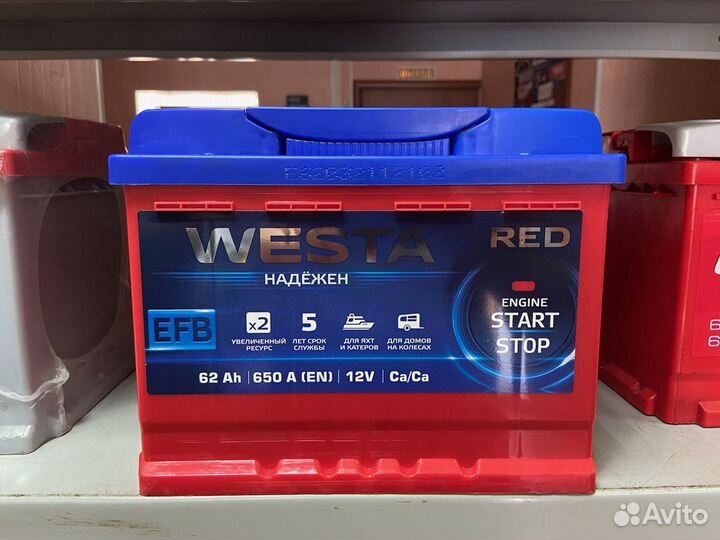 WESTA
RED
НАДЁЖЕН
EFB
x2
УВЕЛИЧЕННЫЙ
РЕСУРС
5
ЛЕТ СРОК
СЛУЖБЫ
ДЛЯ ЯХТ
И КАТЕРОВ
ДЛЯ ДОМОВ
НА КОЛЕСАХ
ENGINE
START
STOP
62 Ah | 650 A (EN) | 12V | Ca/Ca
Avito